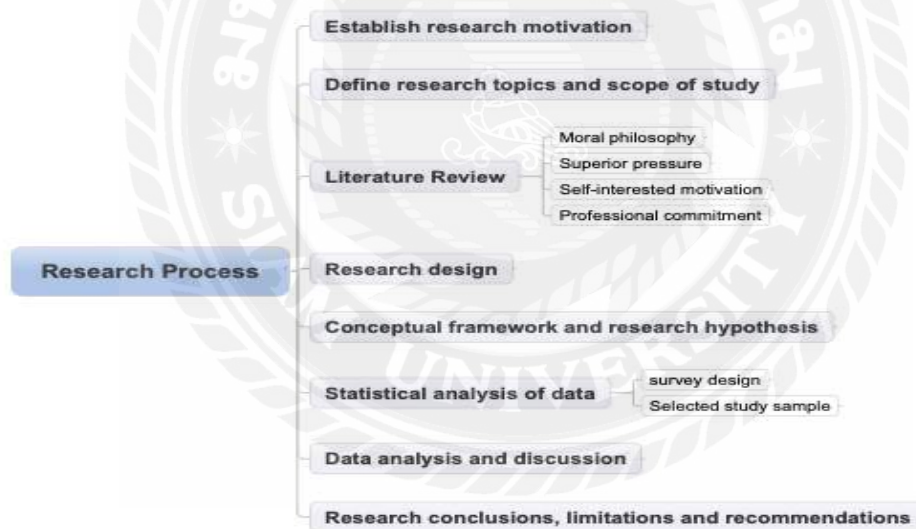 Establish research motivation
Define research topics and scope of study
Literature Review
Moral philosophy
Superior pressure
Self-interested motivation
Professional commitment
Research Process
Research design
Conceptual framework and research hypothesis
Statistical analysis of data
survey design
Selected study sample
Data analysis and discussion
Research conclusions, limitations and recommendations
SIAM UNIVERSITY